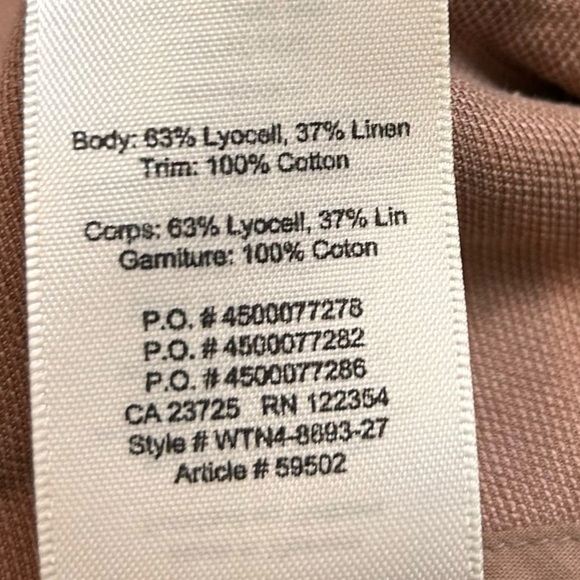 Body: 63% Lyocell, 37% Linen
Trim: 100% Cotton
Corps: 63% Lyocell, 37% Lin
Garniture: 100% Coton
P.O. # 4500077278
P.O. # 4500077282
P.O. # 4500077286
CA 23725 RN 122354
Style # WTN4-8893-27
Article # 59502